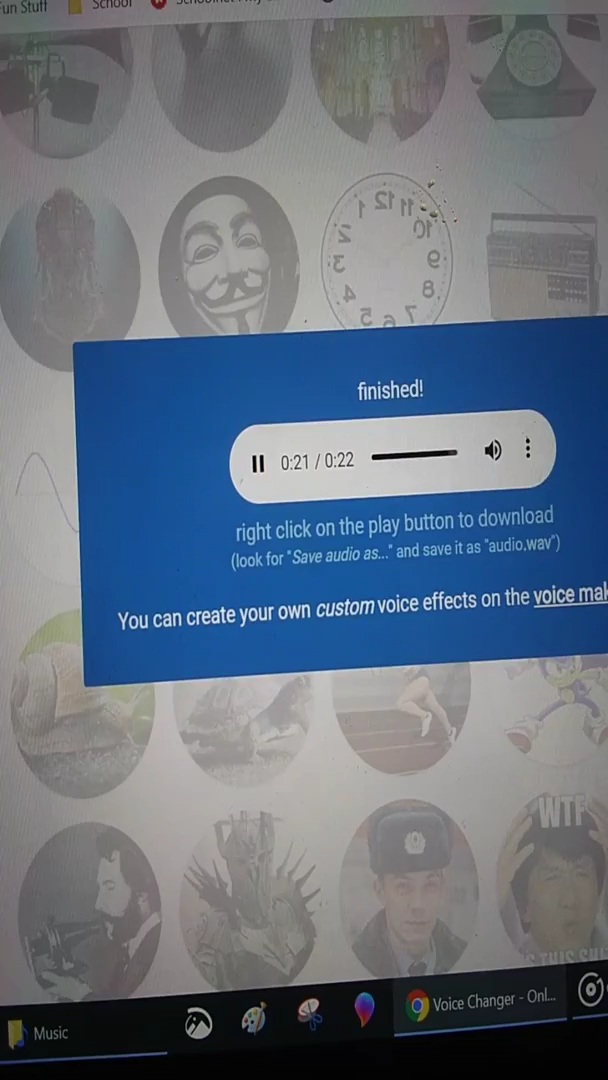 Fun Stuff School
finished!
0:21 / 0:22
right click on the play button to download
(look for "Save audio as..." and save it as "audio.wav")
You can create your own custom voice effects on the voice mak
WTF
Music
Voice Changer - Onl...